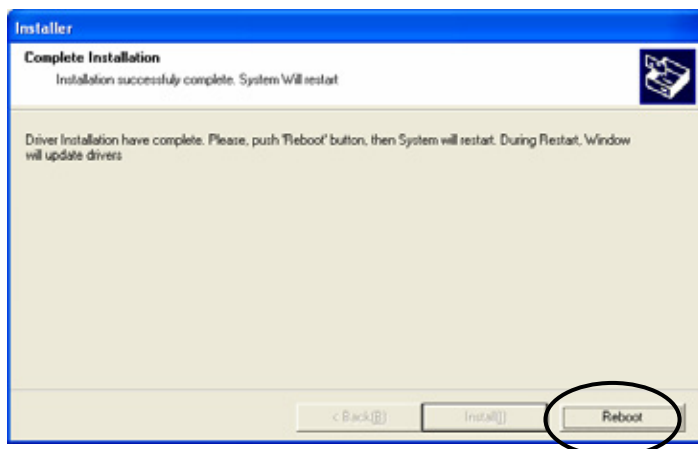 Installer
Complete Installation
Installation successfuly complete. System Will restart
Driver Installation have complete. Please, push 'Reboot' button, then System will restart. During Restart, Window
will update drivers
< Back(B)
Install(I)
Reboot